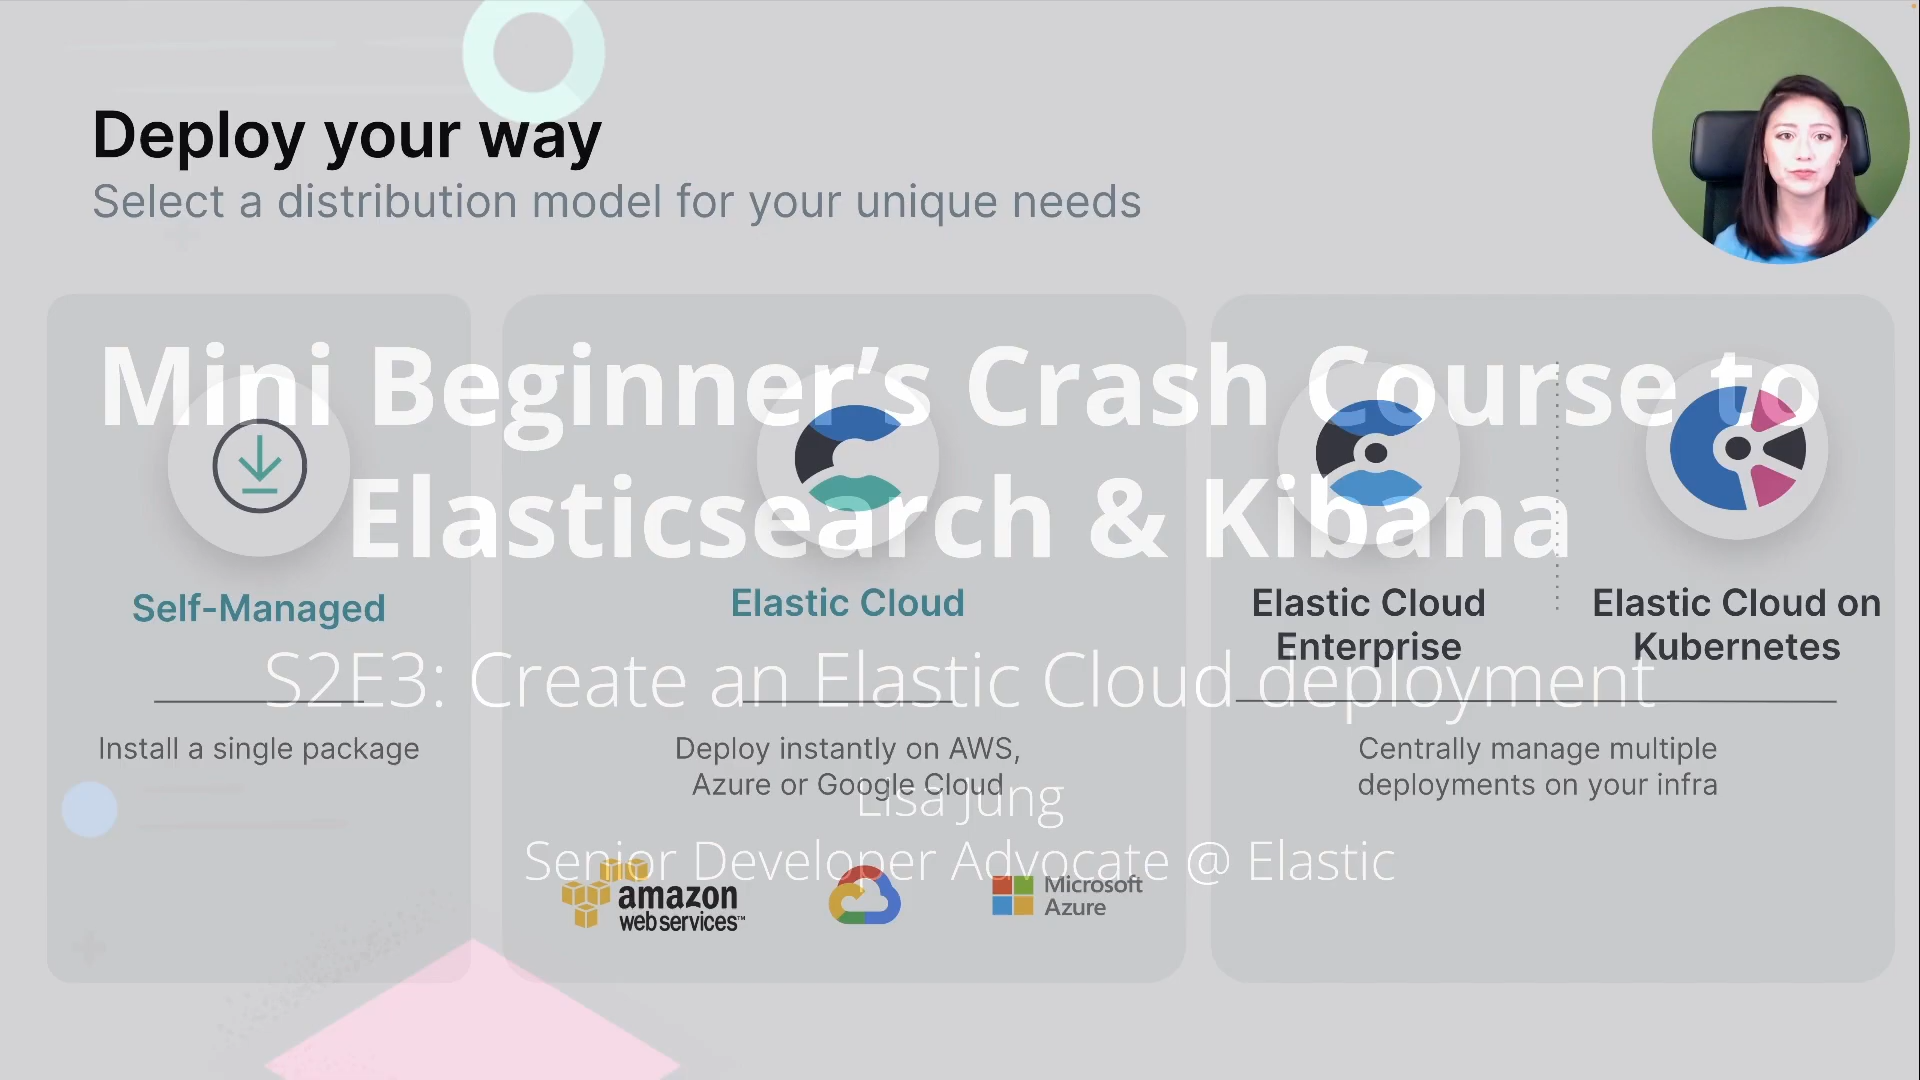 Deploy your way
Select a distribution model for your unique needs
Mini Beginner’s Crash Course to
Elasticsearch & Kibana
Self-Managed
Elastic Cloud
Elastic Cloud
Enterprise
Elastic Cloud on
Kubernetes
S2E3: Create an Elastic Cloud deployment
Install a single package
Deploy instantly on AWS,
Azure or Google Cloud
Centrally manage multiple
deployments on your infra
Lisa Jung
Senior Developer Advocate @ Elastic
amazon
webservices™
Microsoft
Azure